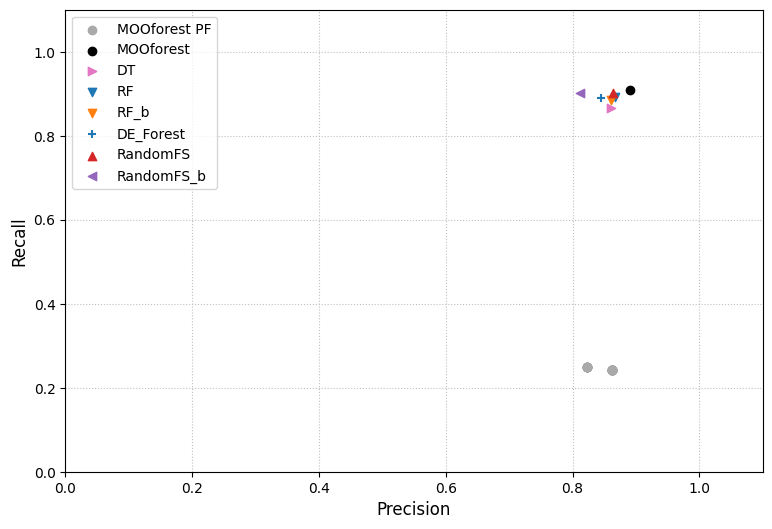 MOOforest PF
MOOforest
DT
RF
RF_b
DE_Forest
RandomFS
RandomFS_b
1.0
0.8
0.6
0.4
0.2
0.0
Recall
0.0 0.2 0.4 0.6 0.8 1.0
Precision